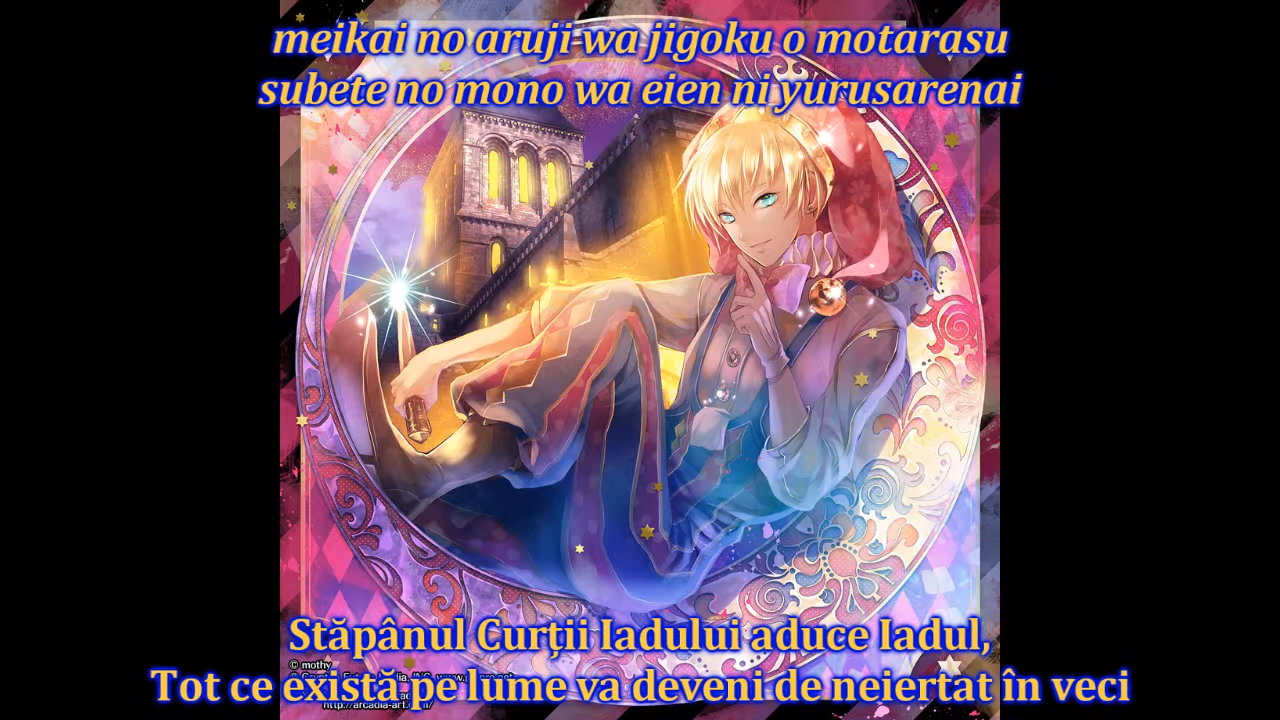 meikai no aruji wa jigoku o motarasu
subete no mono wa eien ni yurusarenai
Stăpânul Curții Iadului aduce Iadul,
© mothy
Tot ce există pe lume va deveni de neiertat în veci
http://arcadia-art.com/